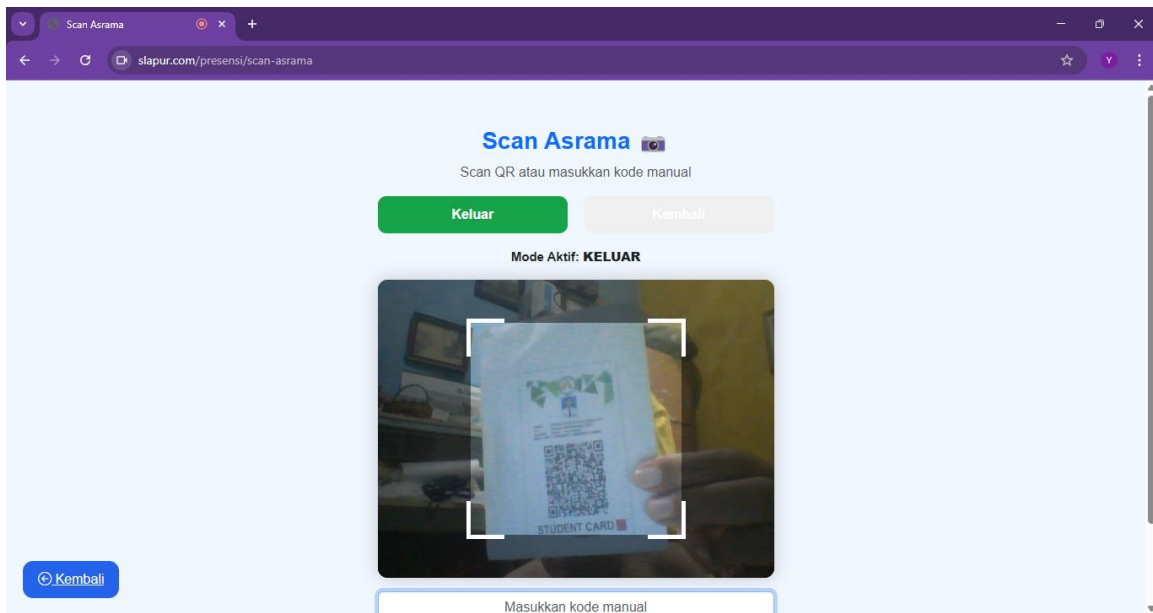 Scan Asrama
slapur.com/presensi/scan-asrama
Y
Scan Asrama
Scan QR atau masukkan kode manual
Keluar Kembali
Mode Aktif: KELUAR
STUDENT CARD
Kembali
Masukkan kode manual